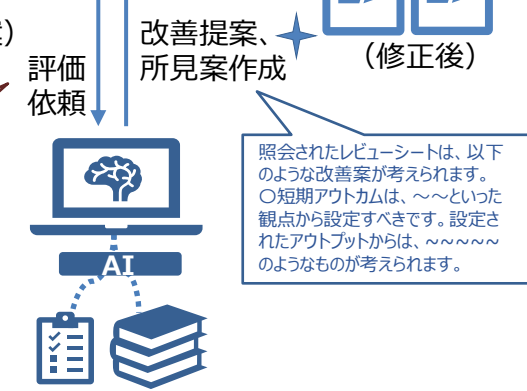 案）
改善提案、
所見案作成
（修正後）
評価
依頼
照会されたレビューシートは、以下
のような改善案が考えられます。
〇短期アウトカムは、～～といった
観点から設定すべきです。設定さ
れたアウトプットからは、~~~~~
のようなものが考えられます。
AI